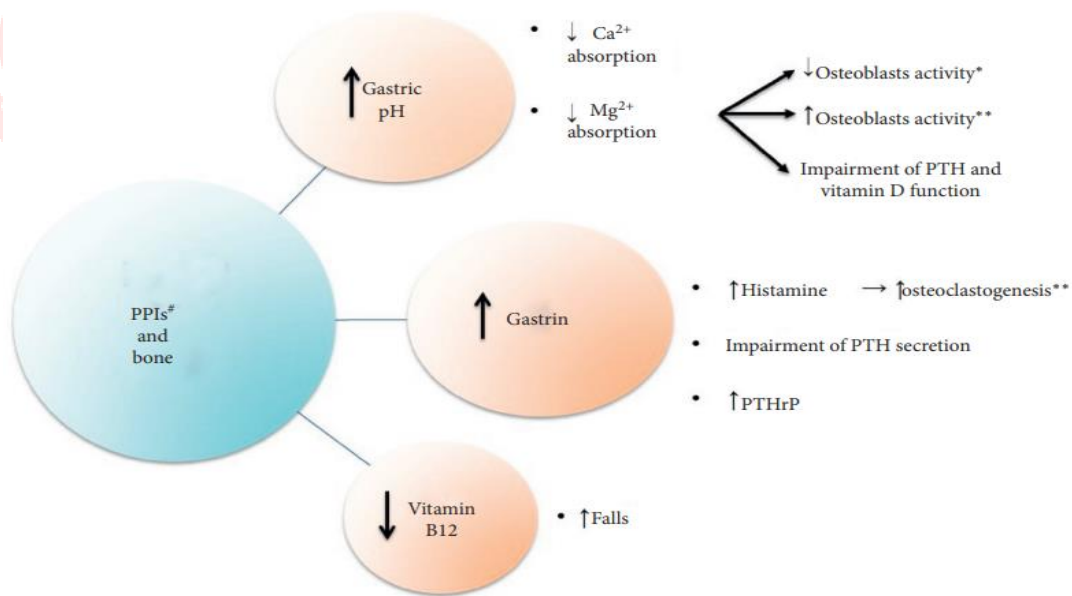 PPIs#
and
bone
↑ Gastric
pH
• ↓ Ca²⁺
absorption
• ↓ Mg²⁺
absorption
↓Osteoblasts activity*
↑Osteoblasts activity**
Impairment of PTH and
vitamin D function
↑ Gastrin
• ↑Histamine → ↑osteoclastogenesis**
• Impairment of PTH secretion
• ↑PTHrP
↓ Vitamin
B12
• ↑Falls